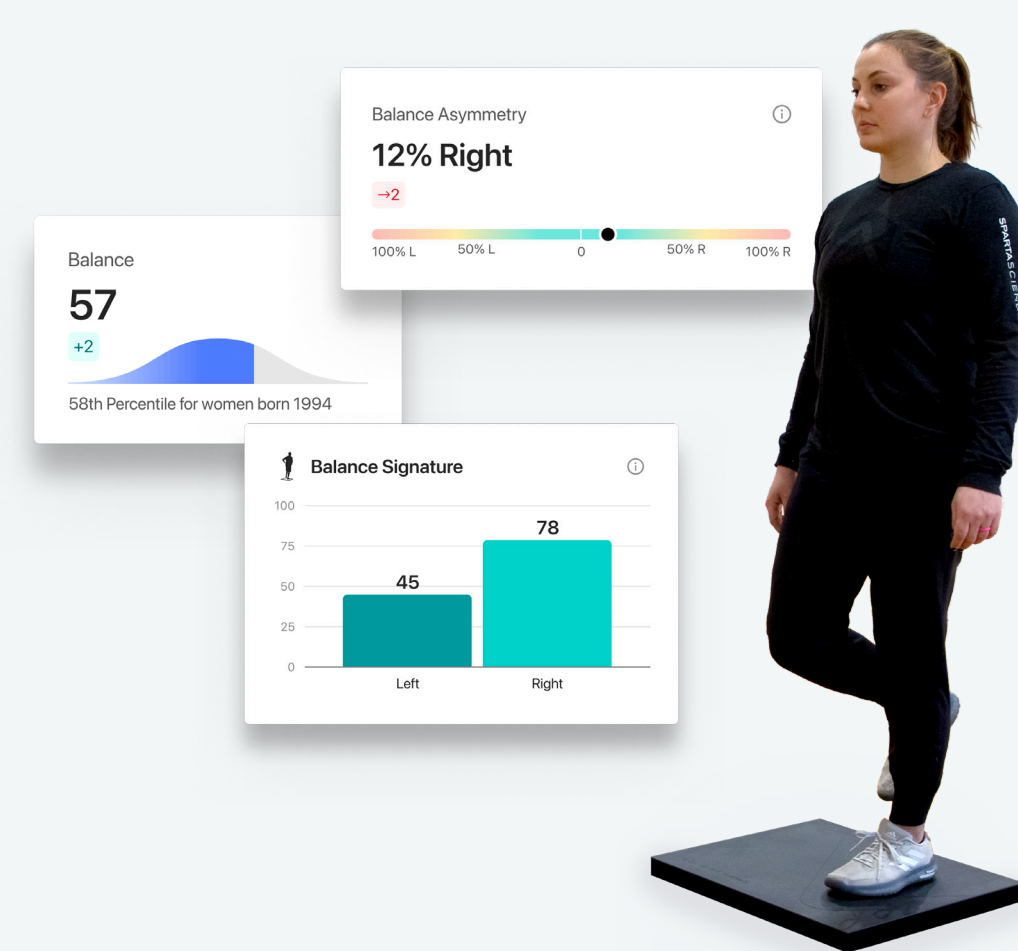 Balance Asymmetry
12% Right
→2
100% L 50% L 0 50% R 100% R
Balance
57
+2
58th Percentile for women born 1994
Balance Signature
100
75
50
25
0
45
78
Left Right
SPARTA